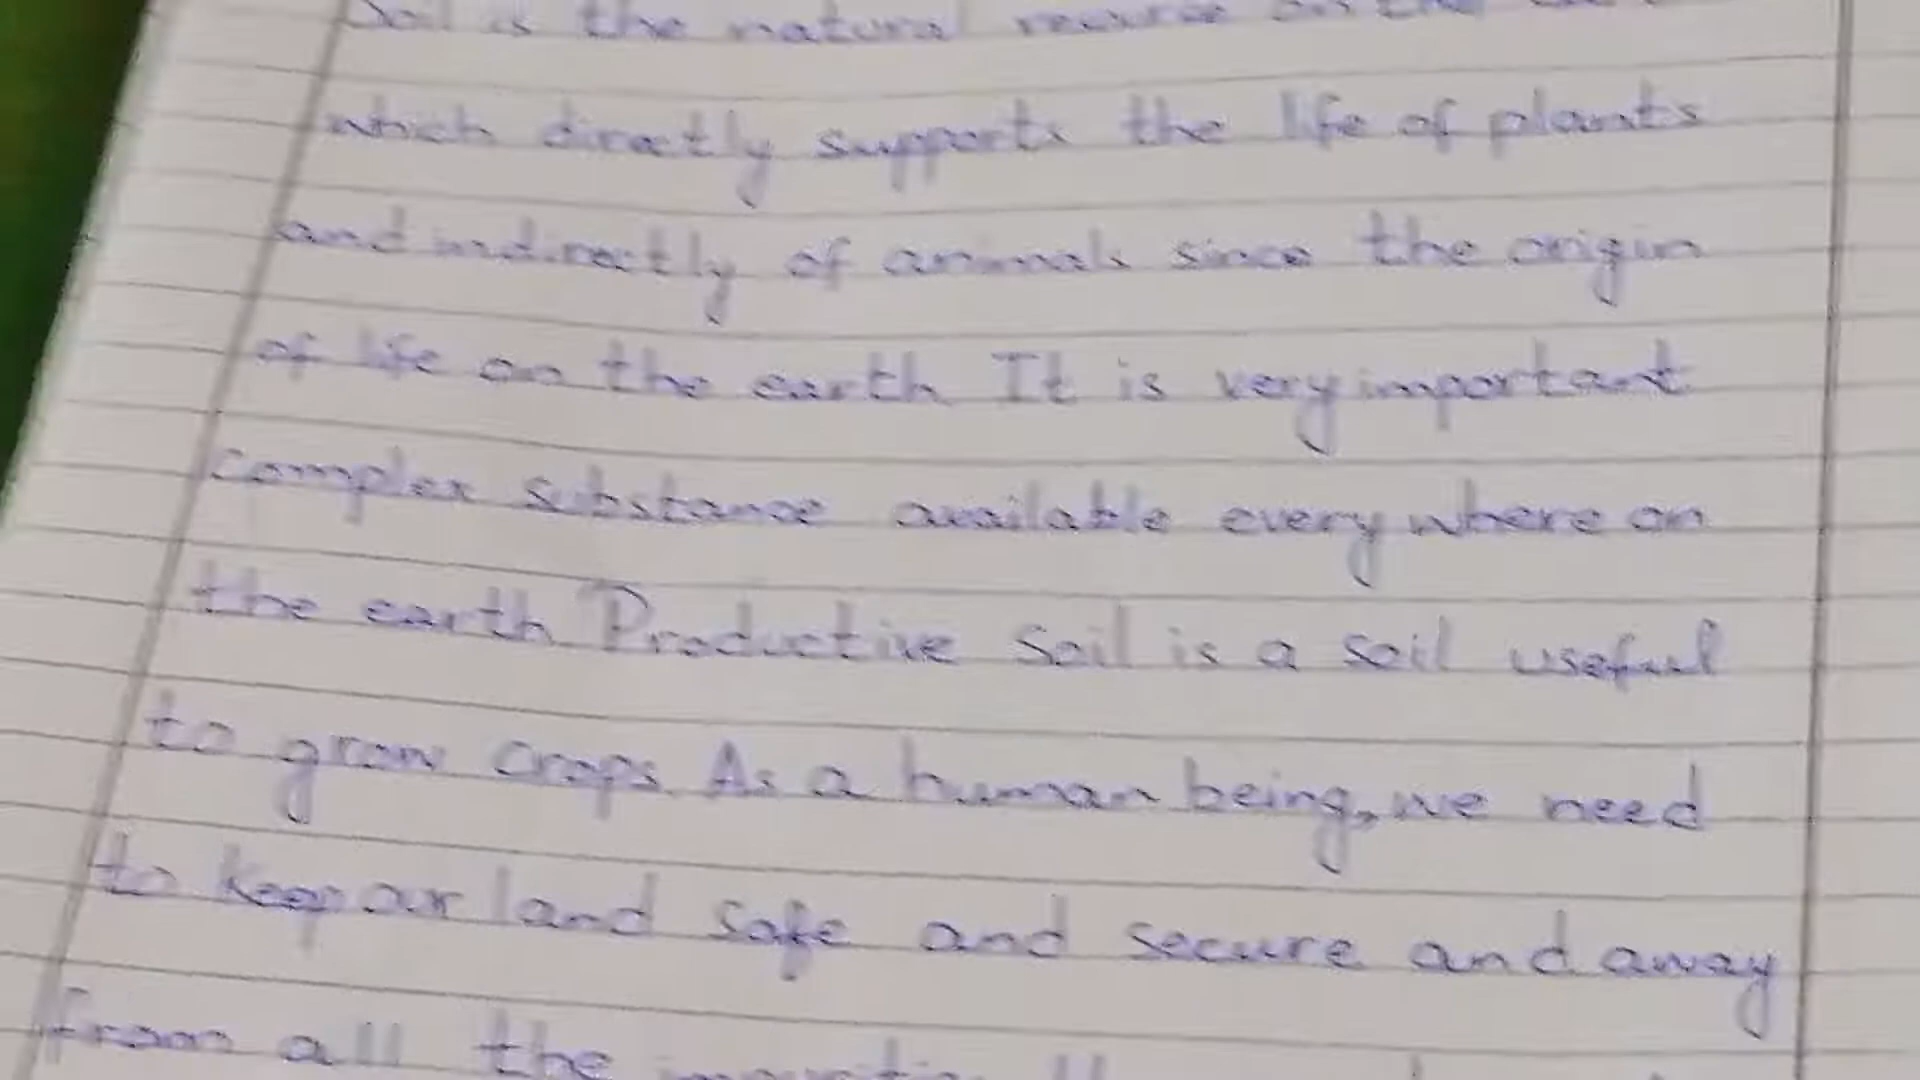 Soil is the natural recurse on the
which directly supports the life of plants
and indirectly of animals since the origin
of life on the earth It is very important
complex substance available every where on
the earth Productive Soil is a soil useful
to grow crops. As a human being, we need
to keep our land safe and secure and away
from all the